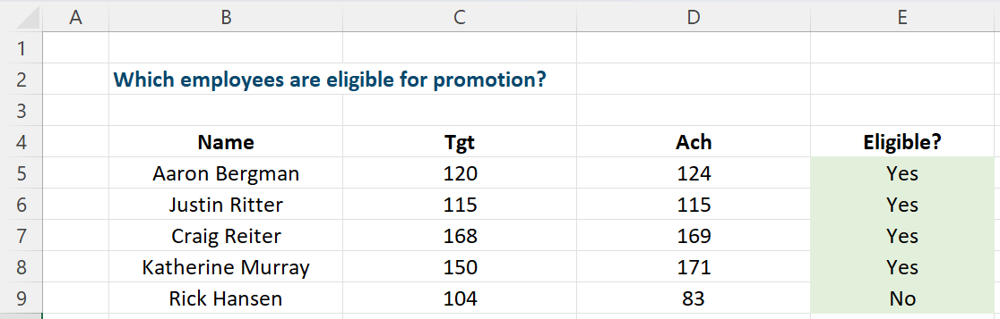 A B C D E
1
2 Which employees are eligible for promotion?
3
4 Name Tgt Ach Eligible?
5 Aaron Bergman 120 124 Yes
6 Justin Ritter 115 115 Yes
7 Craig Reiter 168 169 Yes
8 Katherine Murray 150 171 Yes
9 Rick Hansen 104 83 No